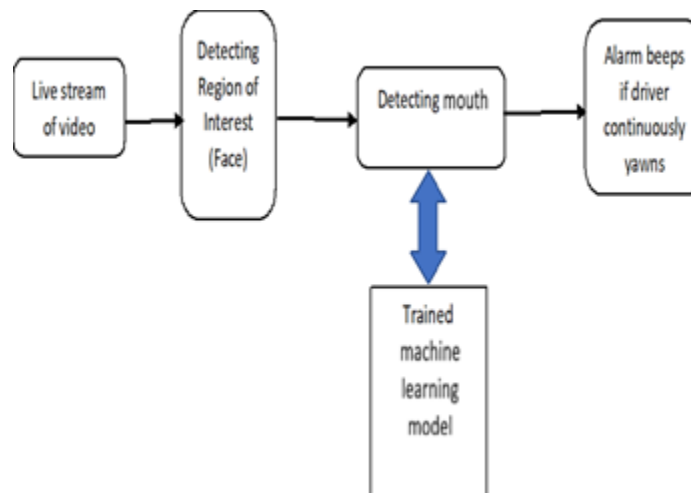 Live stream
of video
Detecting
Region of
Interest
(Face)
Detecting mouth
Alarm beeps
if driver
continuously
yawns
Trained
machine
learning
model